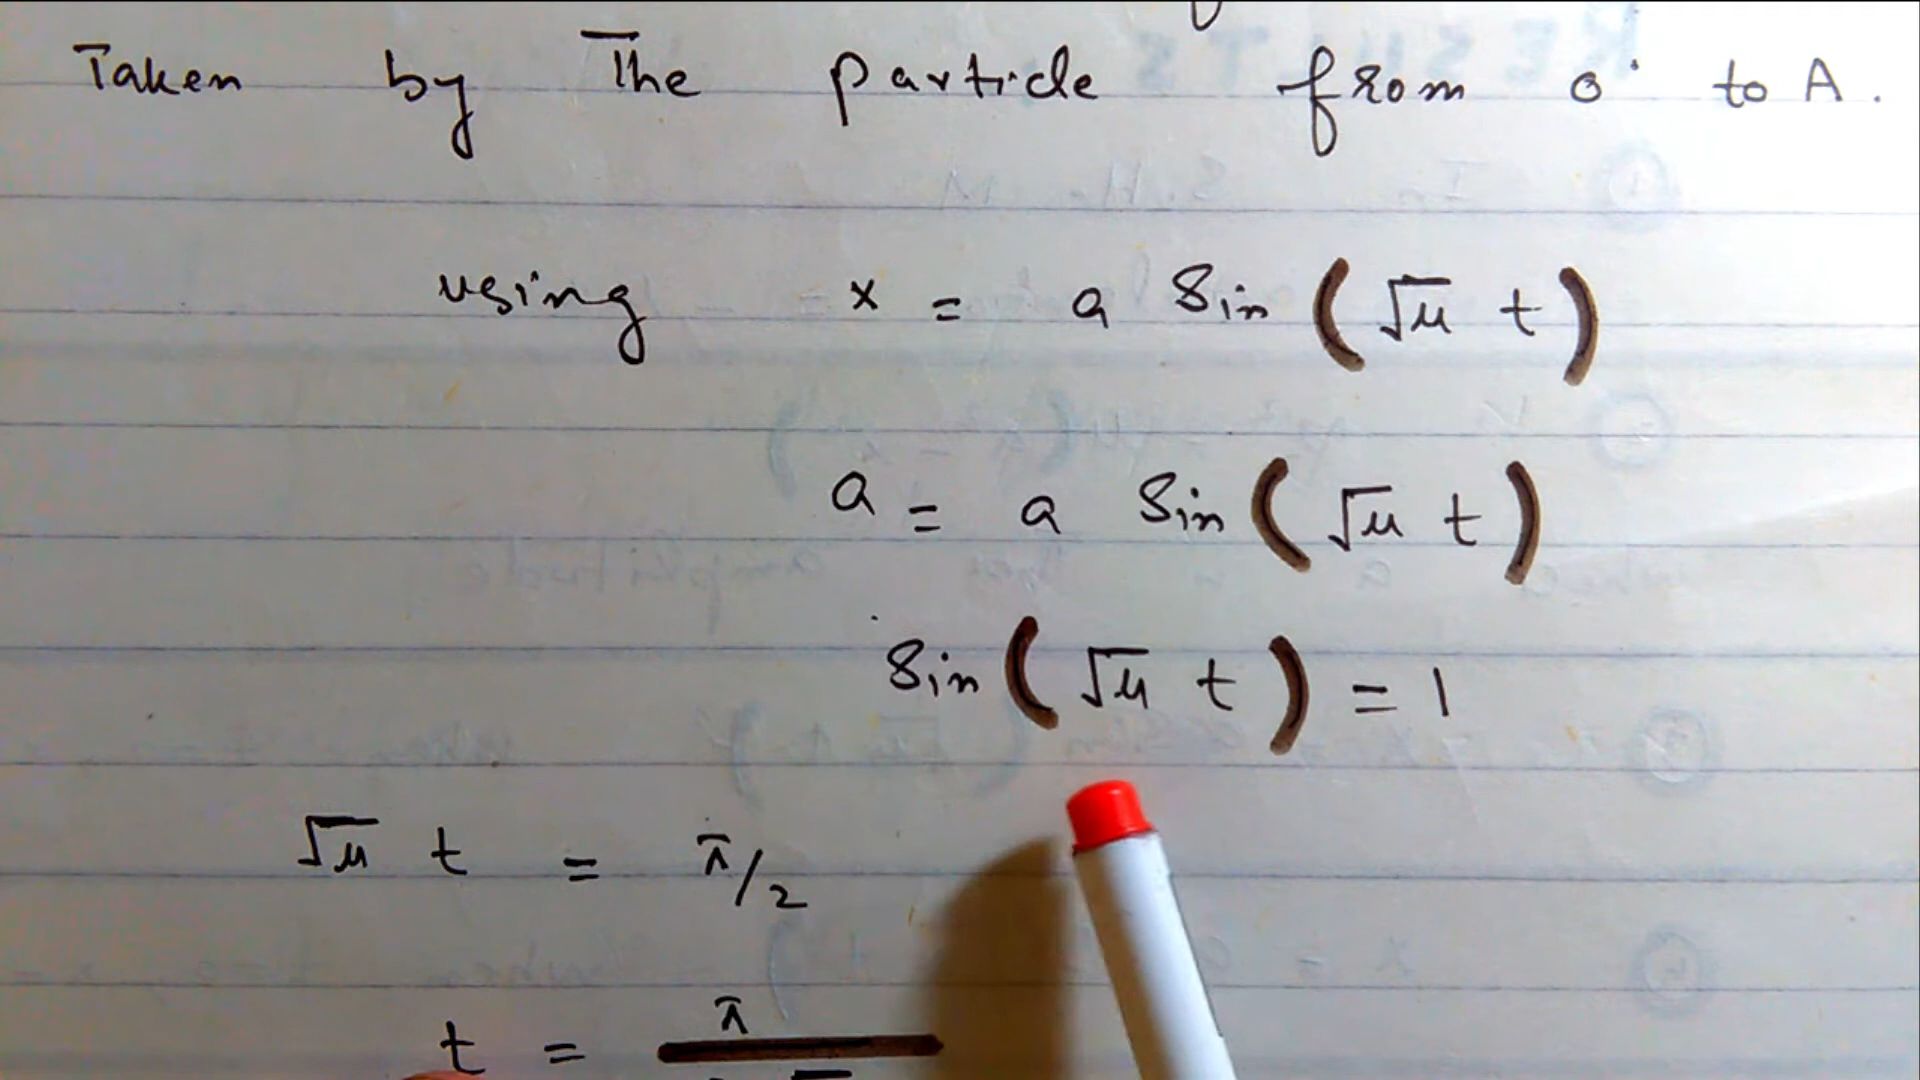 Taken by The particle from o to A.
using x = a Sin (√μ t)
a = a Sin (√μ t)
Sin (√μ t) = 1
√μ t = π/2
t = π